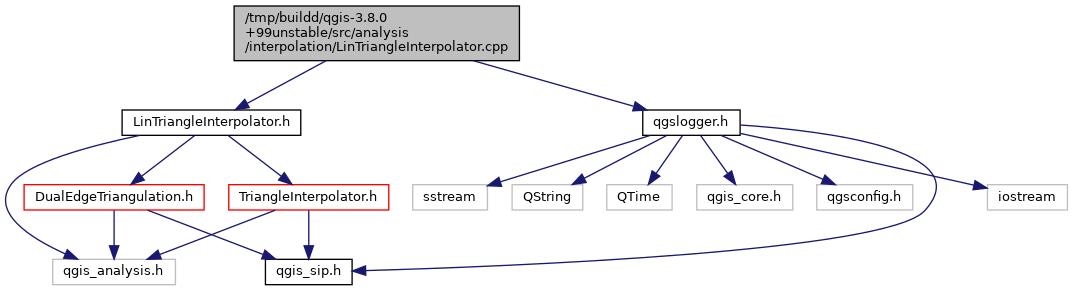 /tmp/buildd/qgis-3.8.0
+99unstable/src/analysis
/interpolation/LinTriangleInterpolator.cpp
LinTriangleInterpolator.h
qgslogger.h
DualEdgeTriangulation.h
TriangleInterpolator.h
sstream
QString
QTime
qgis_core.h
qgsconfig.h
iostream
qgis_analysis.h
qgis_sip.h